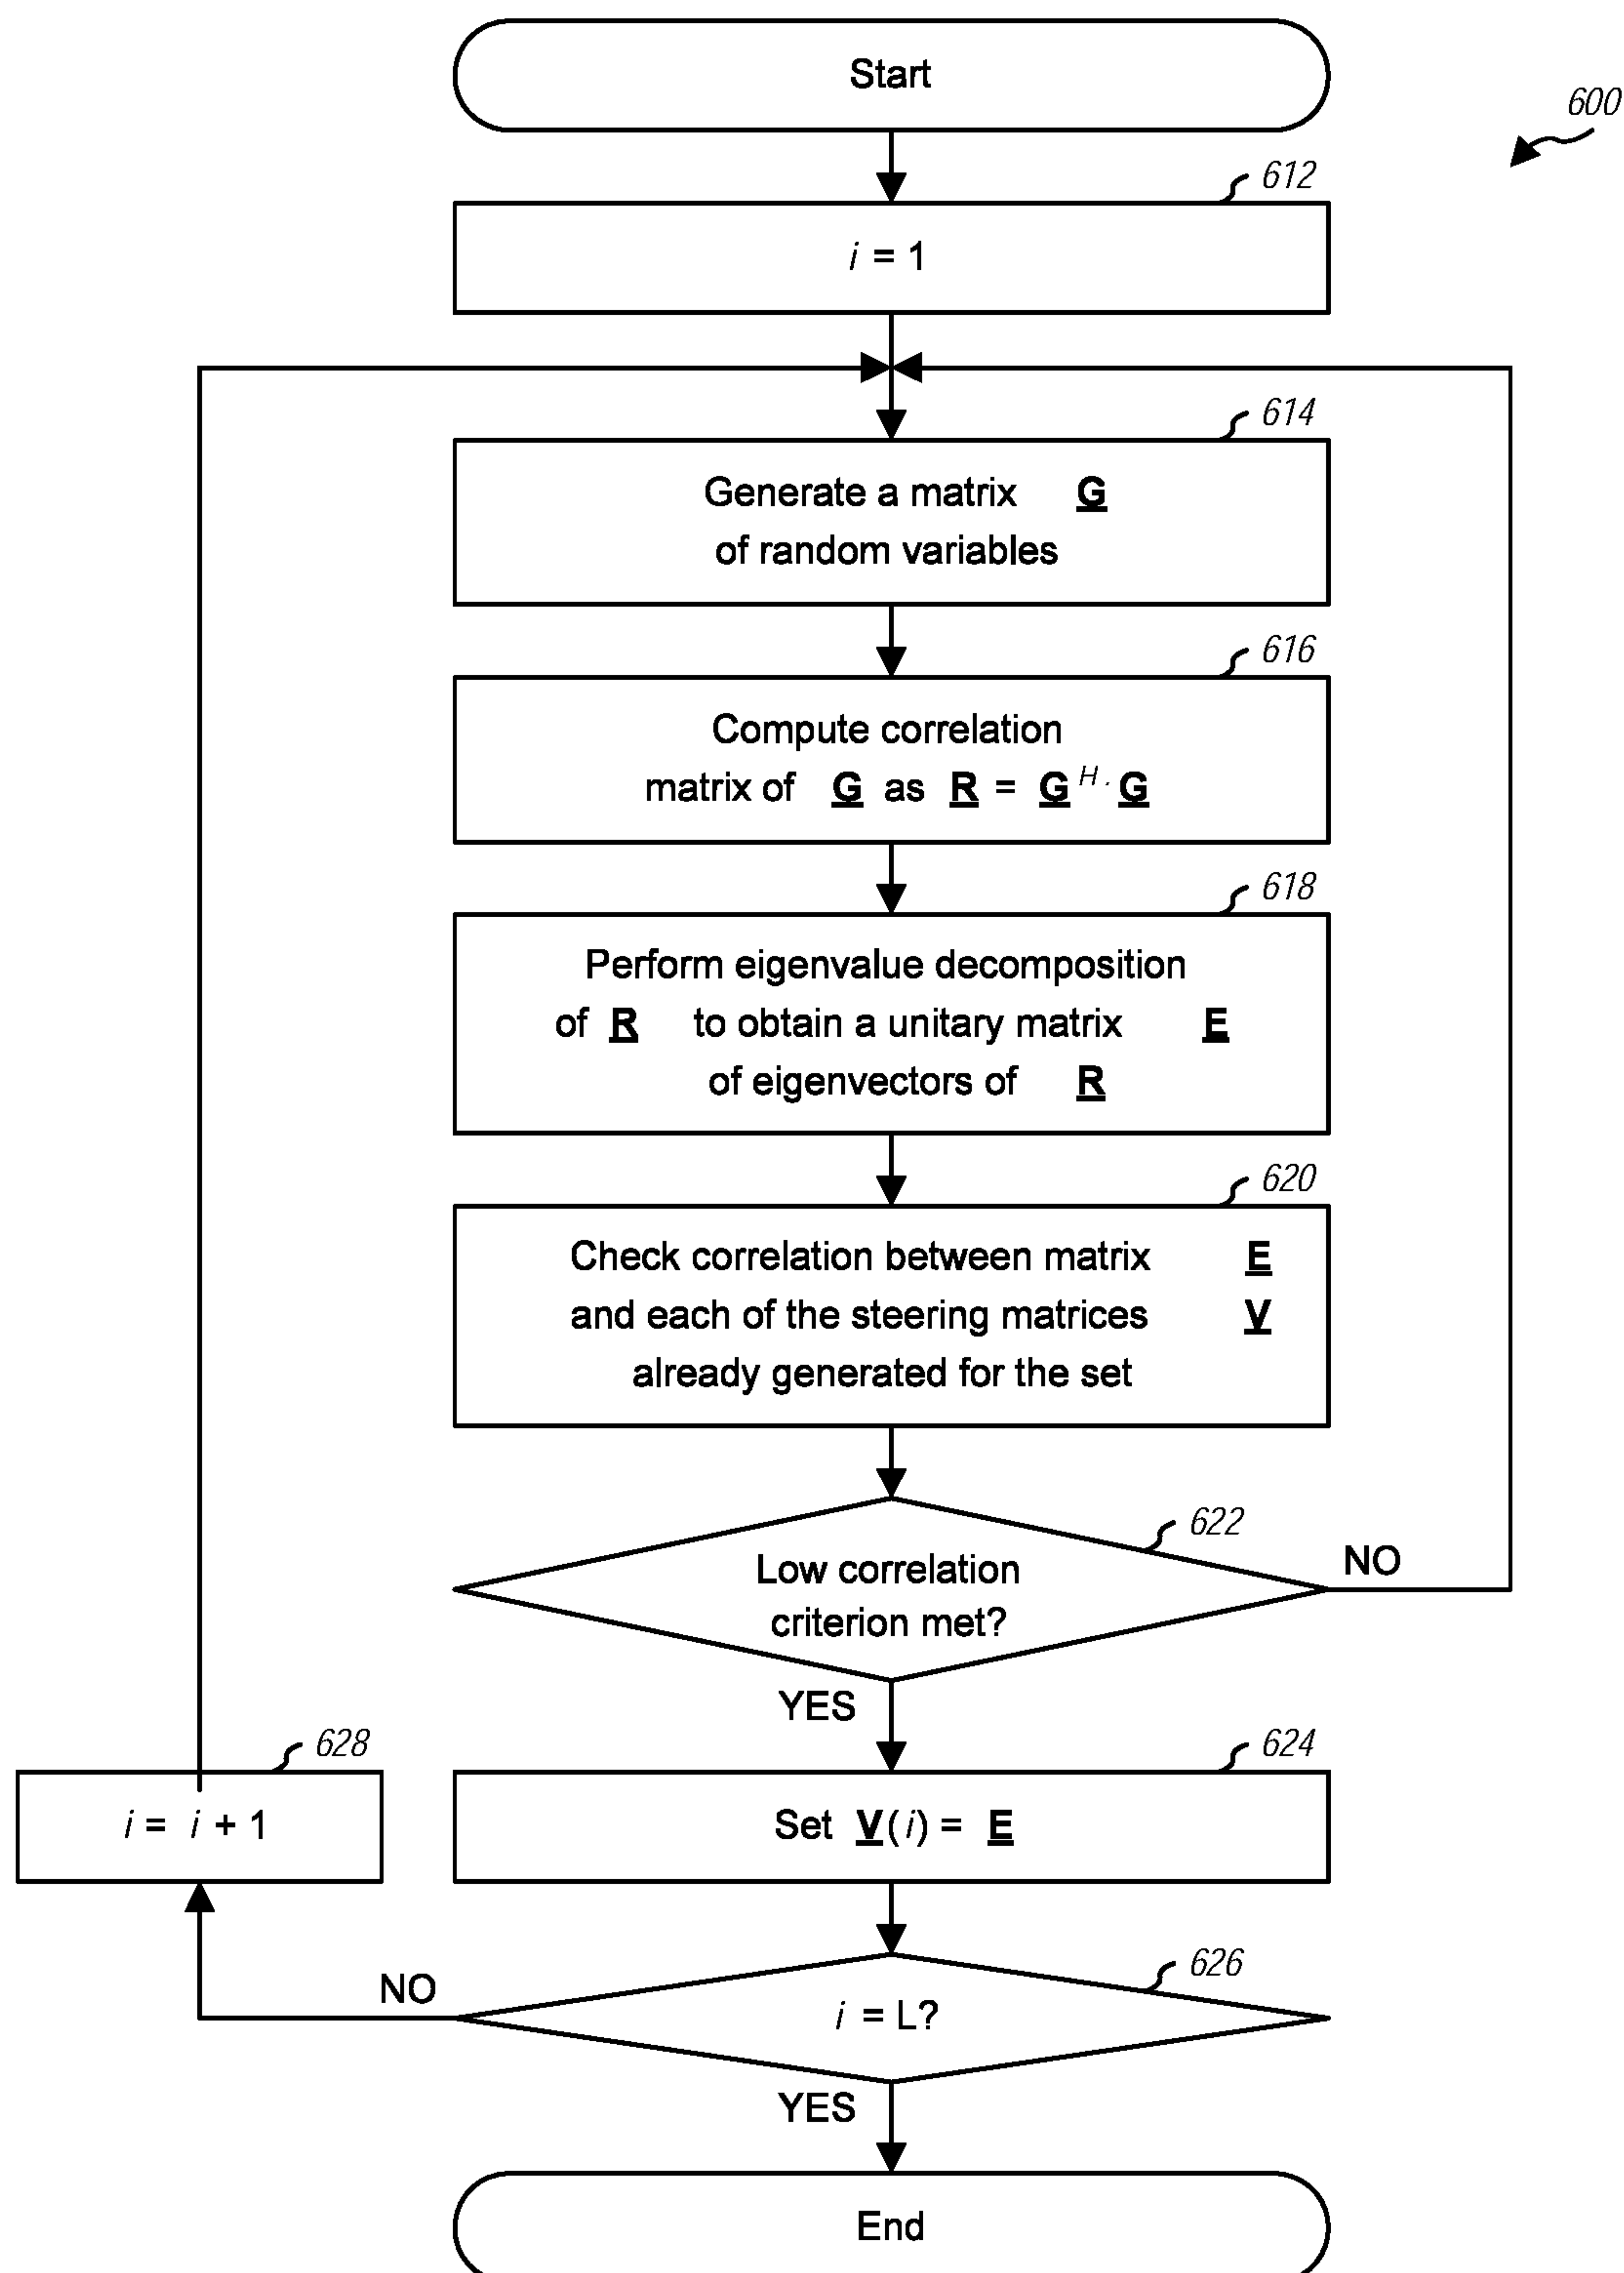 Start
600
612
i = 1
614
Generate a matrix G
of random variables
616
Compute correlation
matrix of G as R = G^H · G
618
Perform eigenvalue decomposition
of R to obtain a unitary matrix E
of eigenvectors of R
620
Check correlation between matrix E
and each of the steering matrices V
already generated for the set
622
Low correlation
criterion met?
NO
YES
628
i = i + 1
624
Set V(i) = E
626
NO
i = L?
YES
End